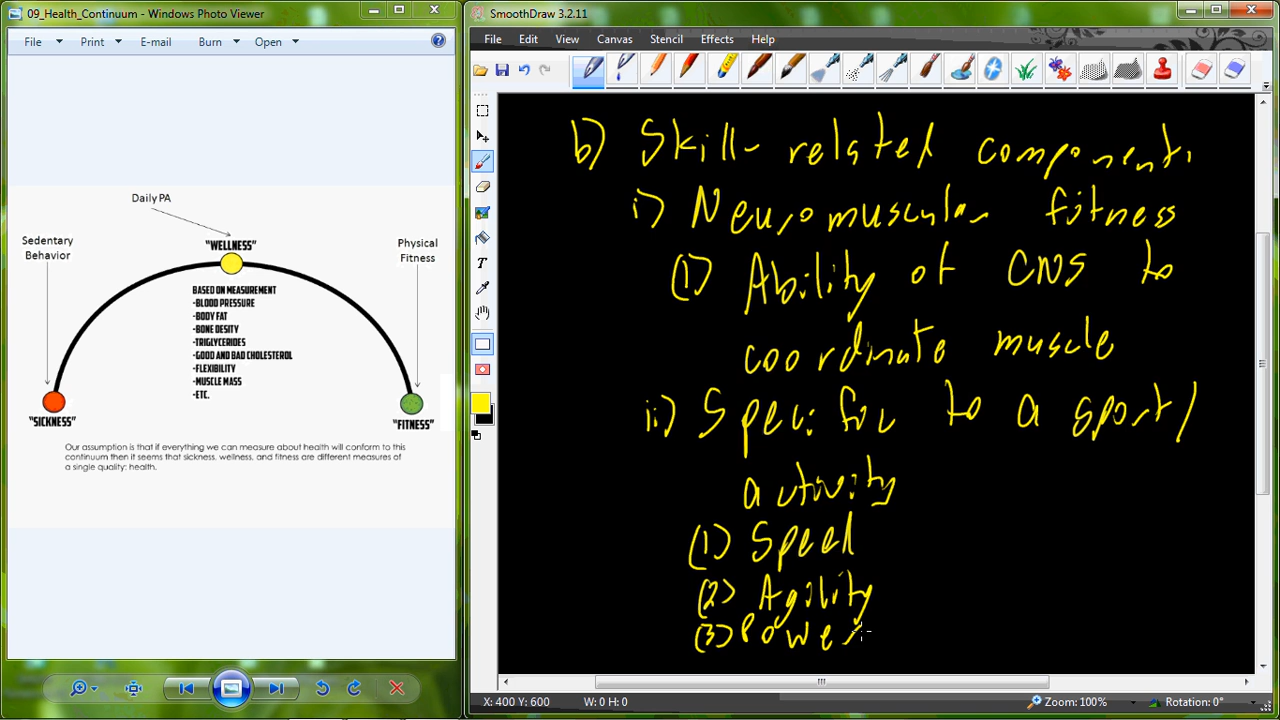 09_Health_Continuum - Windows Photo Viewer
File Print E-mail Burn Open
Daily PA
Sedentary
Behavior
Physical
Fitness
"WELLNESS"
BASED ON MEASUREMENT
-BLOOD PRESSURE
-BODY FAT
-BONE DESITY
-TRIGLYCERIDES
-GOOD AND BAD CHOLESTEROL
-FLEXIBILITY
-MUSCLE MASS
-ETC.
"SICKNESS"
"FITNESS"
Our assumption is that if everything we can measure about health will conform to this
continuum then it seems that sickness, wellness, and fitness are different measures of
a single quality: health.
SmoothDraw 3.2.11
File Edit View Canvas Stencil Effects Help
b) Skill-related components
i) Neuromuscular fitness
(1) Ability of CNS to
coordinate muscle
ii) Specific to a sport/
activity
(1) Speed
(2) Agility
(3) Power
X: 400 Y: 600 W: 0 H: 0 Zoom: 100% Rotation: 0°